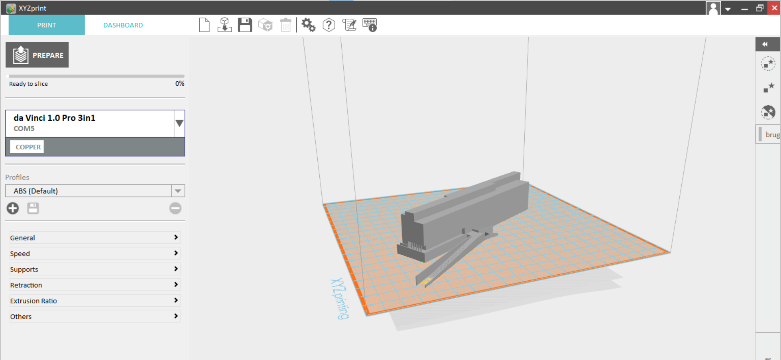 XYZprint
PRINT
DASHBOARD
PREPARE
Ready to slice
0%
da Vinci 1.0 Pro 3in1
COM5
COPPER
Profiles
ABS (Default)
General
Speed
Supports
Retraction
Extrusion Ratio
Others
XYZprinting
brug